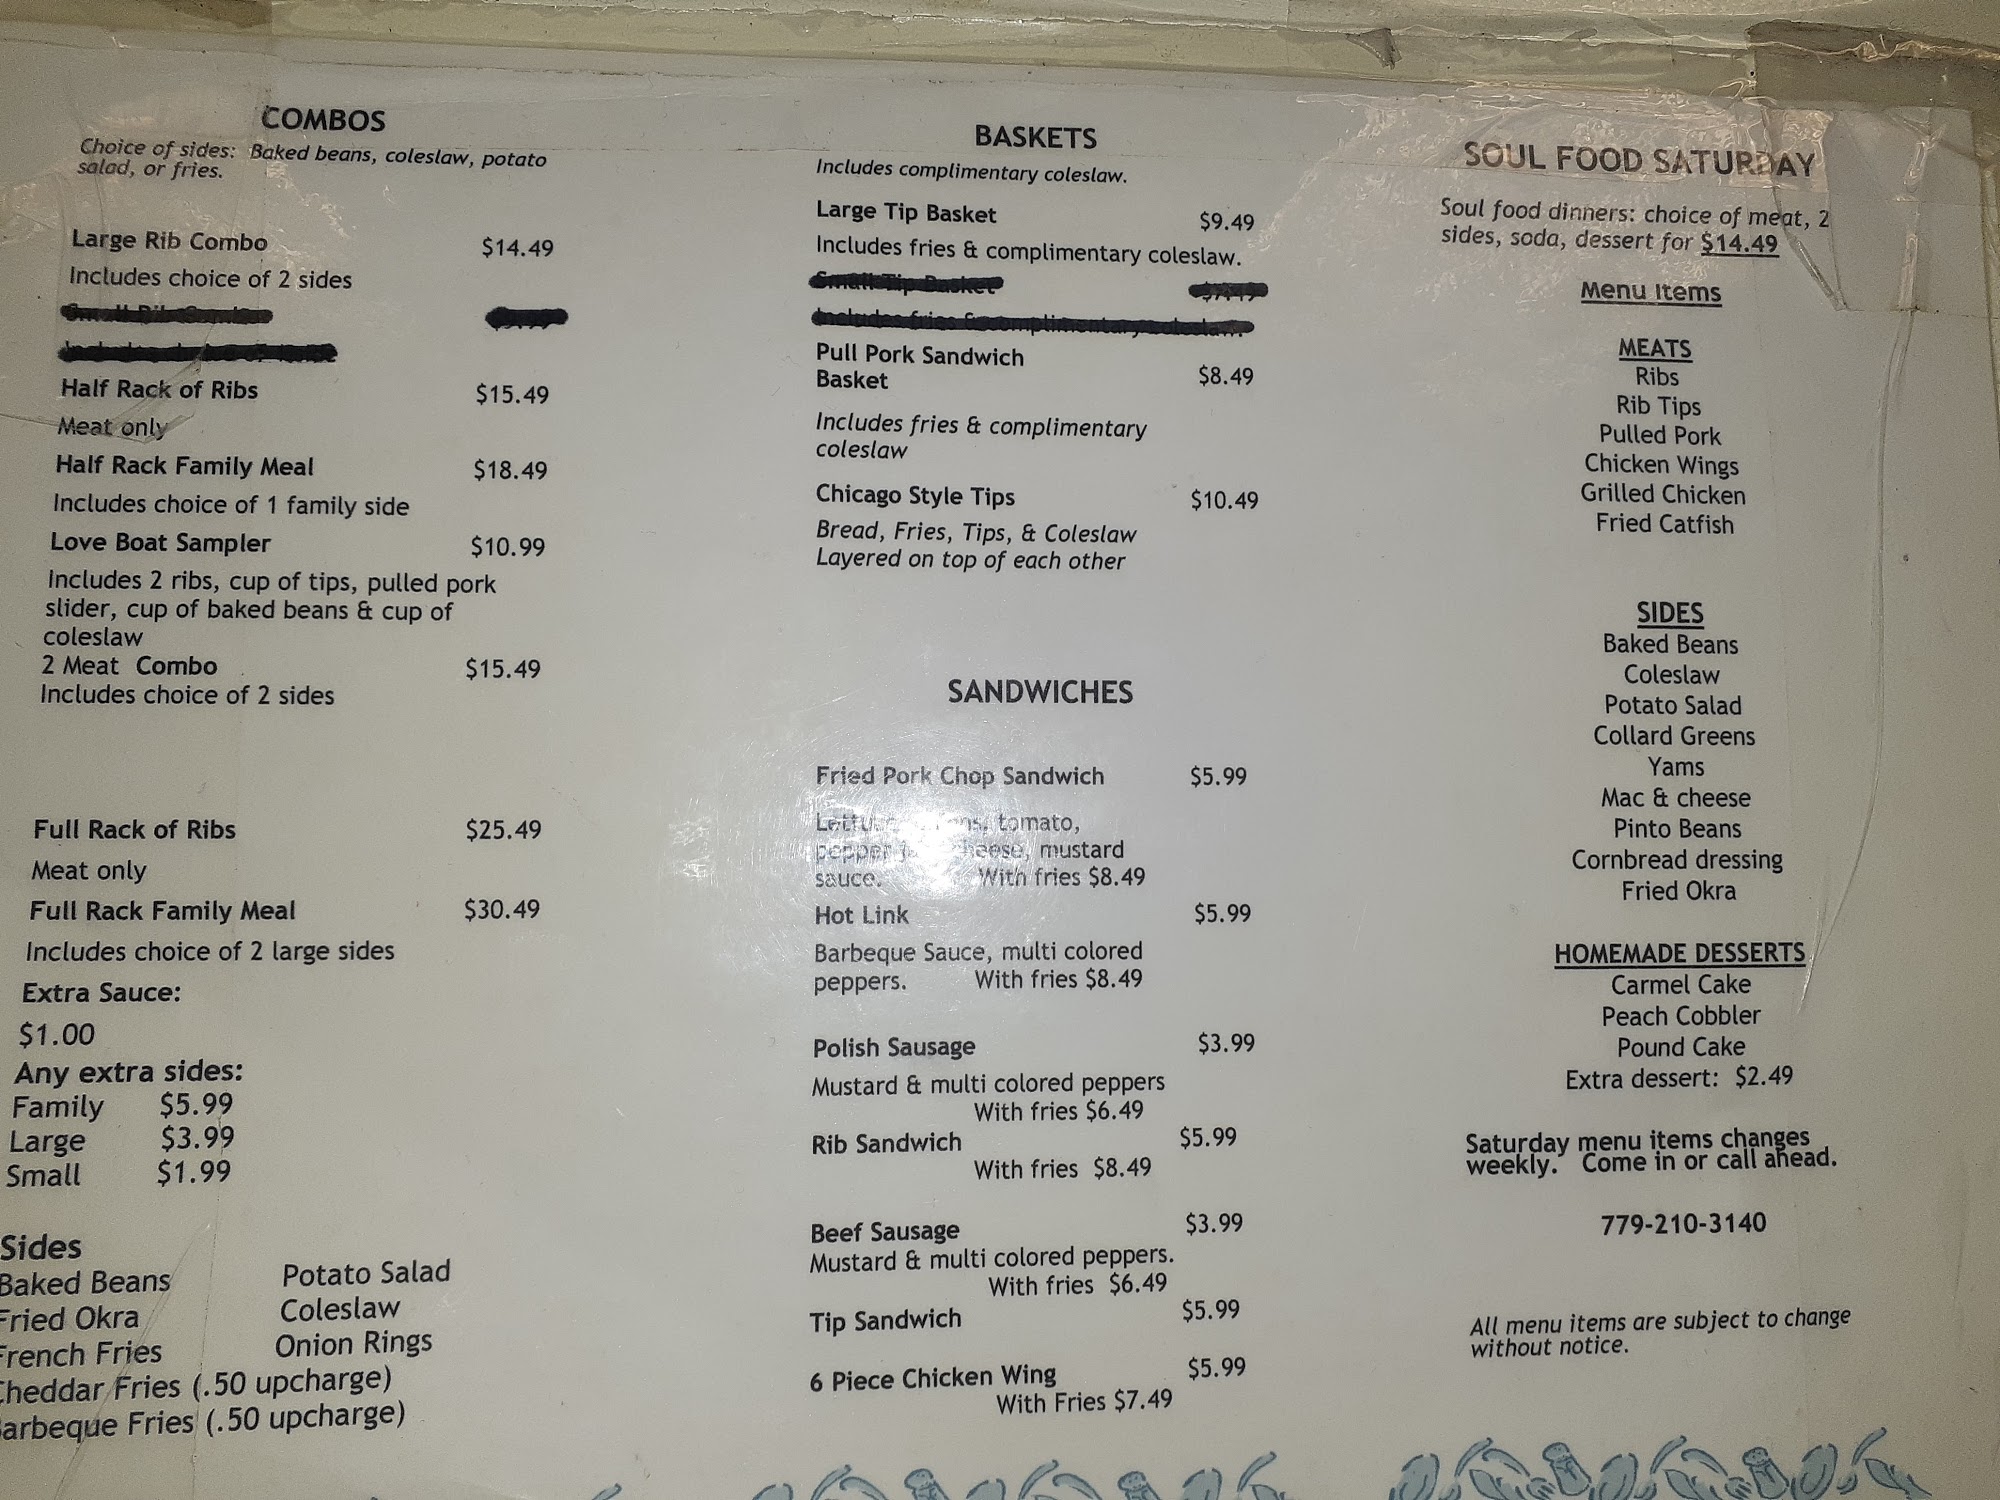 COMBOS
Choice of sides: Baked beans, coleslaw, potato
salad, or fries.
Large Rib Combo $14.49
Includes choice of 2 sides
Half Rack of Ribs $15.49
Meat only
Half Rack Family Meal $18.49
Includes choice of 1 family side
Love Boat Sampler $10.99
Includes 2 ribs, cup of tips, pulled pork
slider, cup of baked beans & cup of
coleslaw
2 Meat Combo $15.49
Includes choice of 2 sides
Full Rack of Ribs $25.49
Meat only
Full Rack Family Meal $30.49
Includes choice of 2 large sides
Extra Sauce:
$1.00
Any extra sides:
Family $5.99
Large $3.99
Small $1.99
Sides
Baked Beans Potato Salad
Fried Okra Coleslaw
French Fries Onion Rings
Cheddar Fries (.50 upcharge)
Barbeque Fries (.50 upcharge)
BASKETS
Includes complimentary coleslaw.
Large Tip Basket $9.49
Includes fries & complimentary coleslaw.
Small Tip Basket
Includes fries & complimentary coleslaw.
Pull Pork Sandwich
Basket $8.49
Includes fries & complimentary
coleslaw
Chicago Style Tips $10.49
Bread, Fries, Tips, & Coleslaw
Layered on top of each other
SANDWICHES
Fried Pork Chop Sandwich $5.99
tomato,
pepper mustard
sauce. With fries $8.49
Hot Link $5.99
Barbeque Sauce, multi colored
peppers. With fries $8.49
Polish Sausage $3.99
Mustard & multi colored peppers
With fries $6.49
Rib Sandwich $5.99
With fries $8.49
Beef Sausage $3.99
Mustard & multi colored peppers.
With fries $6.49
Tip Sandwich $5.99
6 Piece Chicken Wing $5.99
With Fries $7.49
SOUL FOOD SATURDAY
Soul food dinners: choice of meat, 2
sides, soda, dessert for $14.49
Menu Items
MEATS
Ribs
Rib Tips
Pulled Pork
Chicken Wings
Grilled Chicken
Fried Catfish
SIDES
Baked Beans
Coleslaw
Potato Salad
Collard Greens
Yams
Mac & cheese
Pinto Beans
Cornbread dressing
Fried Okra
HOMEMADE DESSERTS
Carmel Cake
Peach Cobbler
Pound Cake
Extra dessert: $2.49
Saturday menu items changes
weekly. Come in or call ahead.
779-210-3140
All menu items are subject to change
without notice.